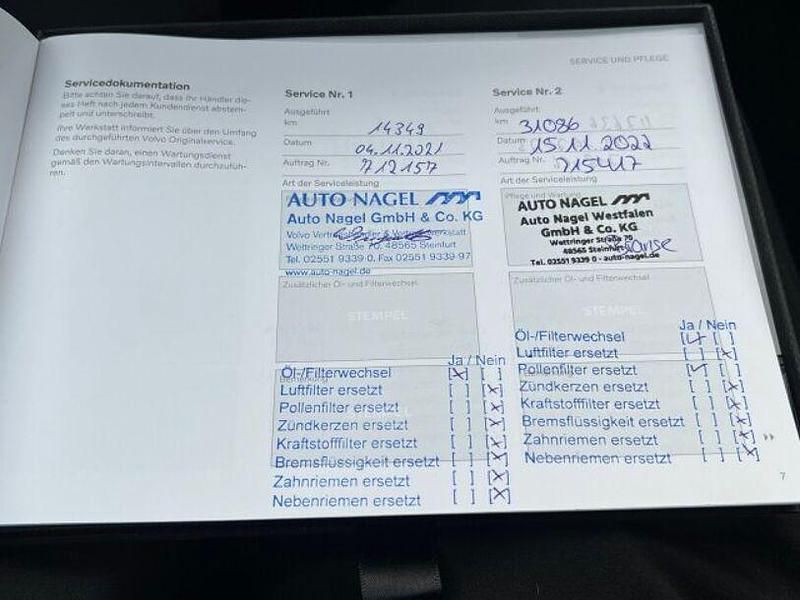 SERVICE UND PFLEGE
Servicedokumentation
Bitte achten Sie darauf, dass Ihr Händler die-
ses Heft nach jedem Kundendienst abstem-
pelt und unterschreibt.
Ihre Werkstatt informiert Sie über den Umfang
des durchgeführten Volvo Originalservice.
Denken Sie daran, einen Wartungsdienst
gemäß den Wartungsintervallen durchzufüh-
ren.
Service Nr. 1
Ausgeführt
km 14349
Datum 04.11.2021
Auftrag Nr. 712157
Art der Serviceleistung
AUTO NAGEL
Auto Nagel GmbH & Co. KG
Wettringer Straße 70, 48565 Steinfurt
Tel. 02551 9339 0, Fax 02551 9339 97
www.auto-nagel.de
Zusätzlicher Öl- und Filterwechsel
STEMPEL
Ja / Nein
Öl-/Filterwechsel [x] [ ]
Luftfilter ersetzt [ ] [x]
Pollenfilter ersetzt [ ] [x]
Zündkerzen ersetzt [ ] [x]
Kraftstofffilter ersetzt [ ] [x]
Bremsflüssigkeit ersetzt [ ] [x]
Zahnriemen ersetzt [ ] [x]
Nebenriemen ersetzt [ ] [x]
Service Nr. 2
Ausgeführt
km 31086
Datum 15.11.2022
Auftrag Nr. 715417
Art der Serviceleistung
Pflege und Wartung
AUTO NAGEL
Auto Nagel Westfalen
GmbH & Co. KG
Wettringer Straße 70
48565 Steinfurt
Tel. 02551 9339 0 - auto-nagel.de
Zusätzlicher Öl- und Filterwechsel
STEMPEL
Ja / Nein
Öl-/Filterwechsel [x] [ ]
Luftfilter ersetzt [ ] [x]
Pollenfilter ersetzt [x] [ ]
Zündkerzen ersetzt [ ] [x]
Kraftstofffilter ersetzt [ ] [x]
Bremsflüssigkeit ersetzt [ ] [x]
Zahnriemen ersetzt [ ] [x]
Nebenriemen ersetzt [ ] [x]
7